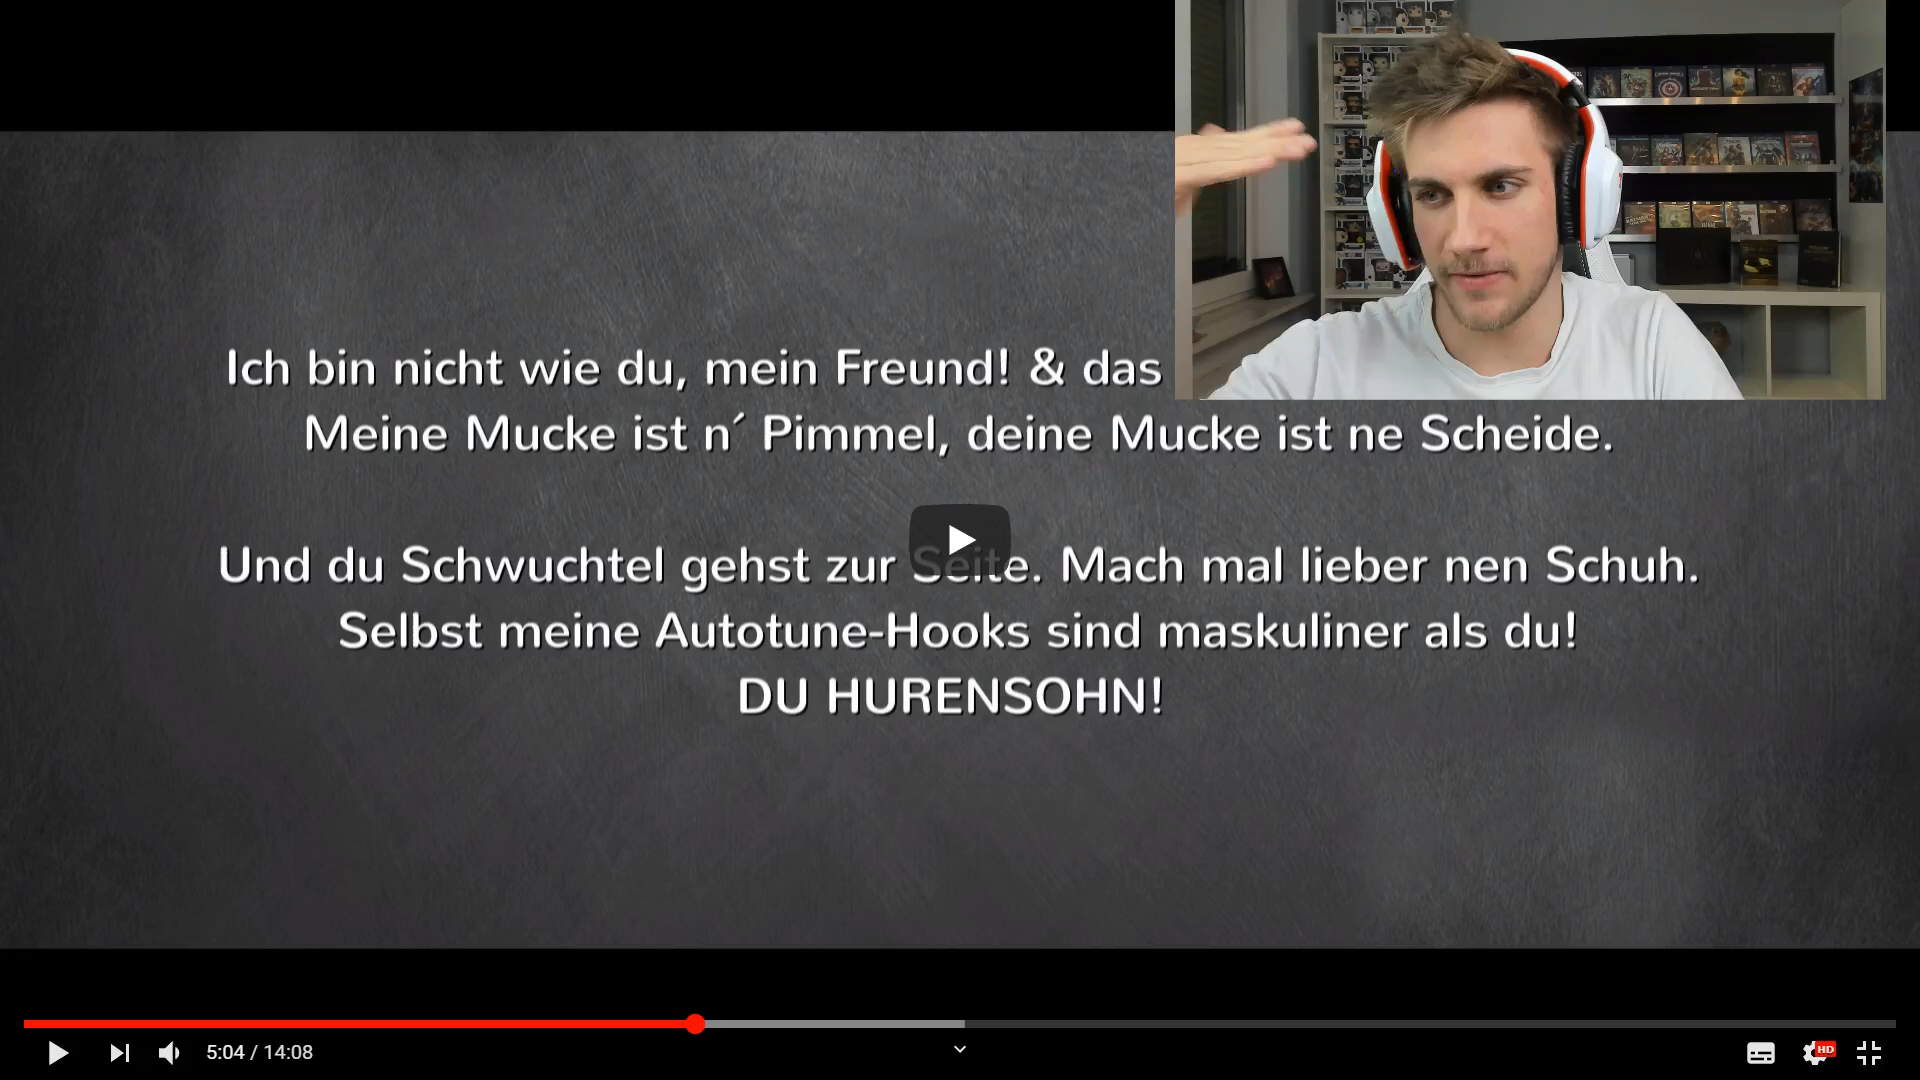 Ich bin nicht wie du, mein Freund! & das
Meine Mucke ist n´ Pimmel, deine Mucke ist ne Scheide.
Und du Schwuchtel gehst zur Seite. Mach mal lieber nen Schuh.
Selbst meine Autotune-Hooks sind maskuliner als du!
DU HURENSOHN!
5:04 / 14:08
HD